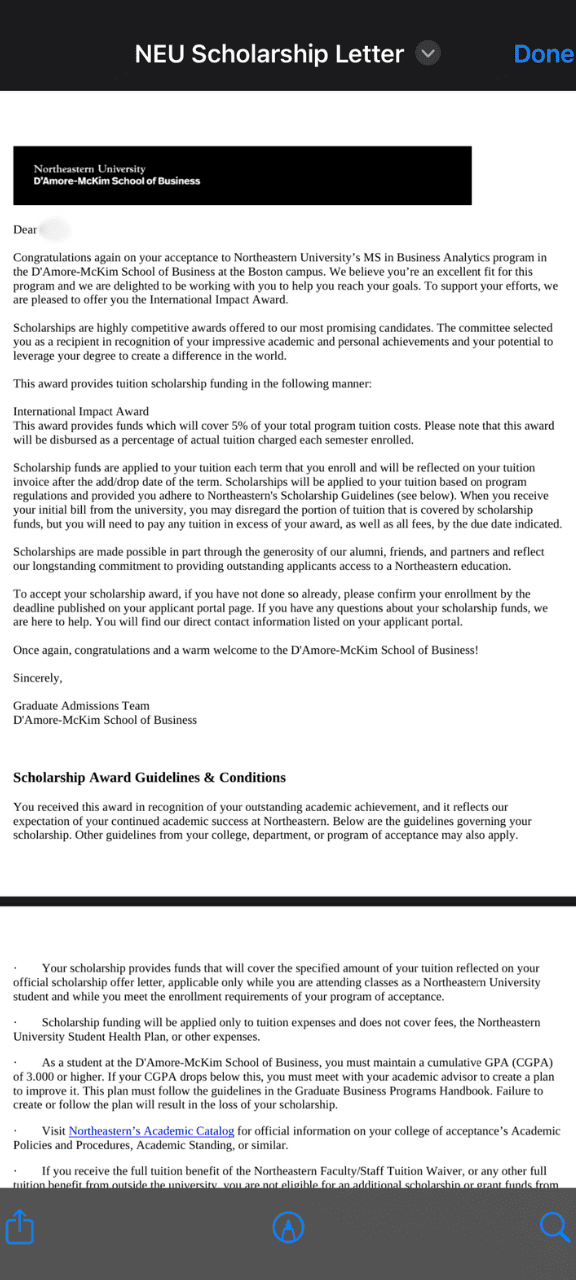 NEU Scholarship Letter
Done
Northeastern University
D'Amore-McKim School of Business
Dear
Congratulations again on your acceptance to Northeastern University's MS in Business Analytics program in
the D'Amore-McKim School of Business at the Boston campus. We believe you're an excellent fit for this
program and we are delighted to be working with you to help you reach your goals. To support your efforts, we
are pleased to offer you the International Impact Award.
Scholarships are highly competitive awards offered to our most promising candidates. The committee selected
you as a recipient in recognition of your impressive academic and personal achievements and your potential to
leverage your degree to create a difference in the world.
This award provides tuition scholarship funding in the following manner:
International Impact Award
This award provides funds which will cover 5% of your total program tuition costs. Please note that this award
will be disbursed as a percentage of actual tuition charged each semester enrolled.
Scholarship funds are applied to your tuition each term that you enroll and will be reflected on your tuition
invoice after the add/drop date of the term. Scholarships will be applied to your tuition based on program
regulations and provided you adhere to Northeastern's Scholarship Guidelines (see below). When you receive
your initial bill from the university, you may disregard the portion of tuition that is covered by scholarship
funds, but you will need to pay any tuition in excess of your award, as well as all fees, by the due date indicated.
Scholarships are made possible in part through the generosity of our alumni, friends, and partners and reflect
our longstanding commitment to providing outstanding applicants access to a Northeastern education.
To accept your scholarship award, if you have not done so already, please confirm your enrollment by the
deadline published on your applicant portal page. If you have any questions about your scholarship funds, we
are here to help. You will find our direct contact information listed on your applicant portal.
Once again, congratulations and a warm welcome to the D'Amore-McKim School of Business!
Sincerely,
Graduate Admissions Team
D'Amore-McKim School of Business
Scholarship Award Guidelines & Conditions
You received this award in recognition of your outstanding academic achievement, and it reflects our
expectation of your continued academic success at Northeastern. Below are the guidelines governing your
scholarship. Other guidelines from your college, department, or program of acceptance may also apply.
· Your scholarship provides funds that will cover the specified amount of your tuition reflected on your
official scholarship offer letter, applicable only while you are attending classes as a Northeastern University
student and while you meet the enrollment requirements of your program of acceptance.
· Scholarship funding will be applied only to tuition expenses and does not cover fees, the Northeastern
University Student Health Plan, or other expenses.
· As a student at the D'Amore-McKim School of Business, you must maintain a cumulative GPA (CGPA)
of 3.000 or higher. If your CGPA drops below this, you must meet with your academic advisor to create a plan
to improve it. This plan must follow the guidelines in the Graduate Business Programs Handbook. Failure to
create or follow the plan will result in the loss of your scholarship.
· Visit Northeastern's Academic Catalog for official information on your college of acceptance's Academic
Policies and Procedures, Academic Standing, or similar.
· If you receive the full tuition benefit of the Northeastern Faculty/Staff Tuition Waiver, or any other full
tuition benefit from outside the university, you are not eligible for an additional scholarship or grant funds from